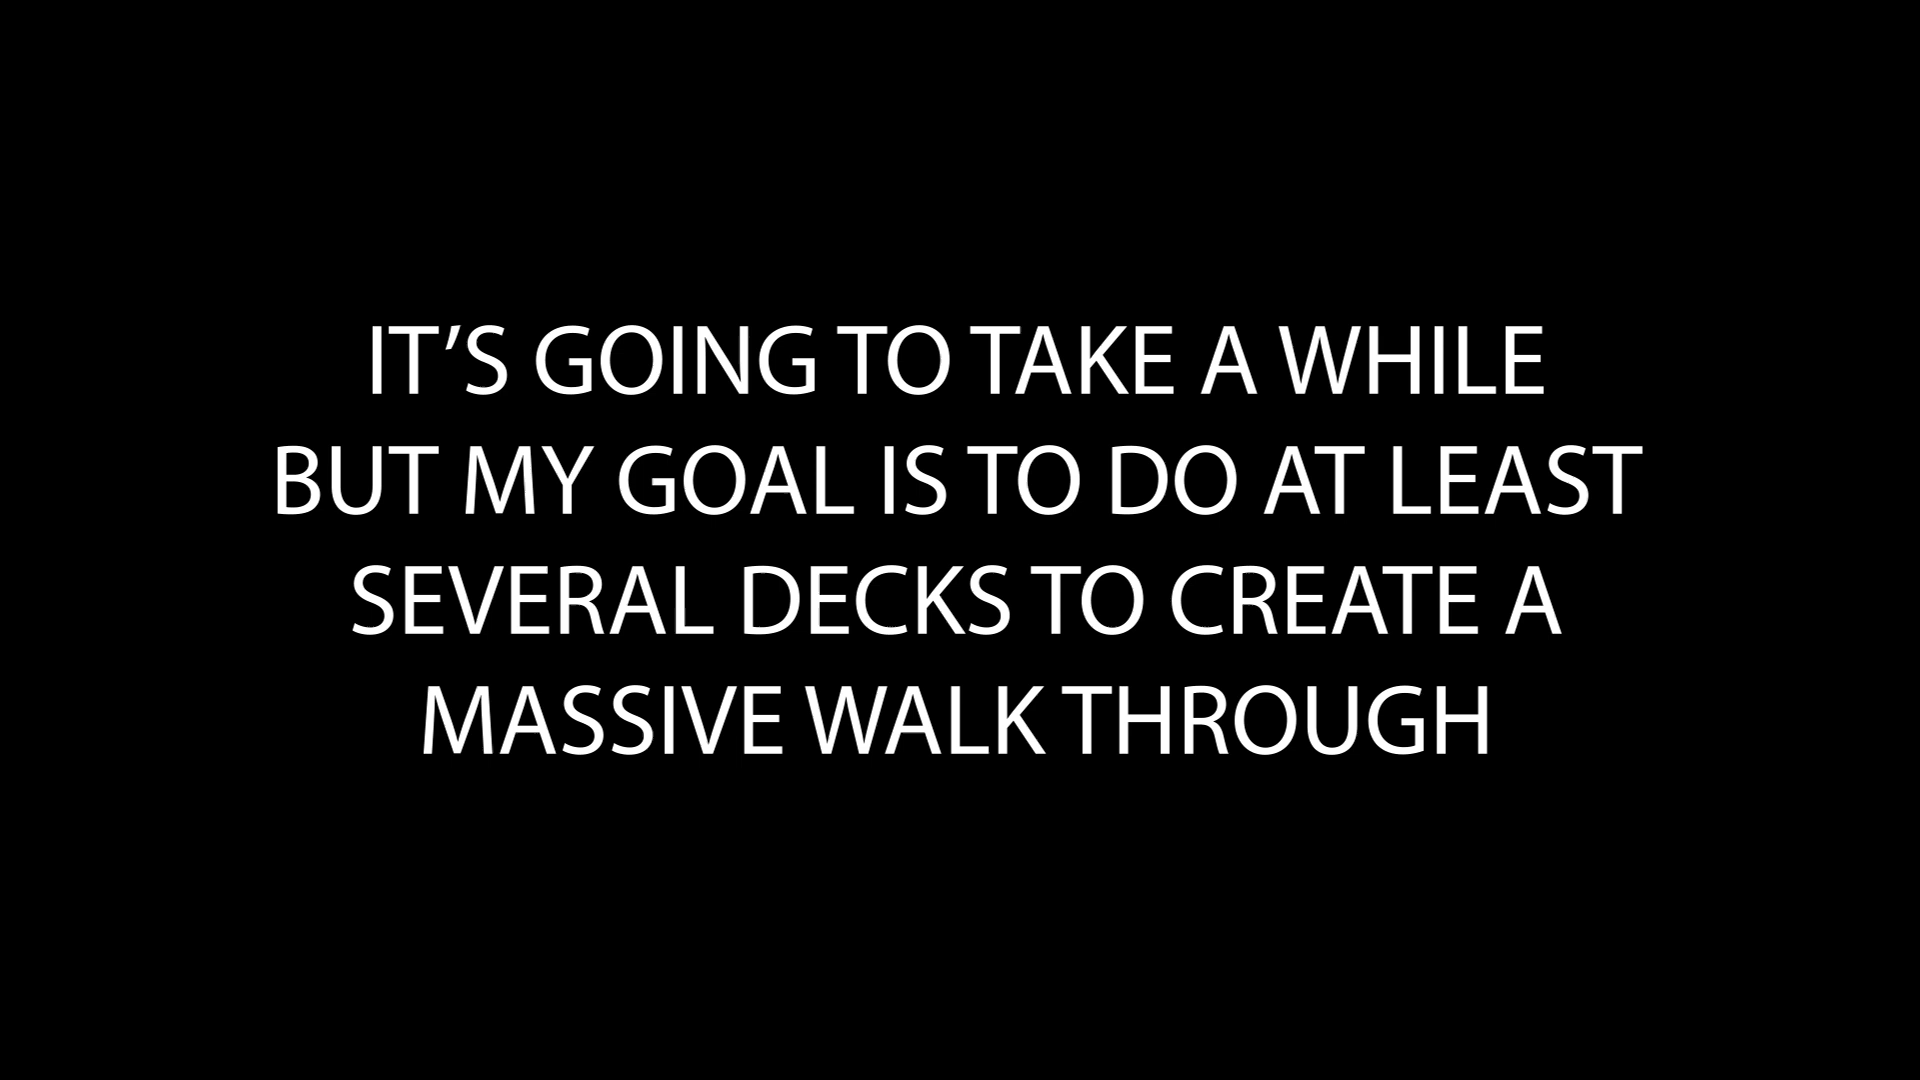 IT’S GOING TO TAKE A WHILE
BUT MY GOAL IS TO DO AT LEAST
SEVERAL DECKS TO CREATE A
MASSIVE WALK THROUGH